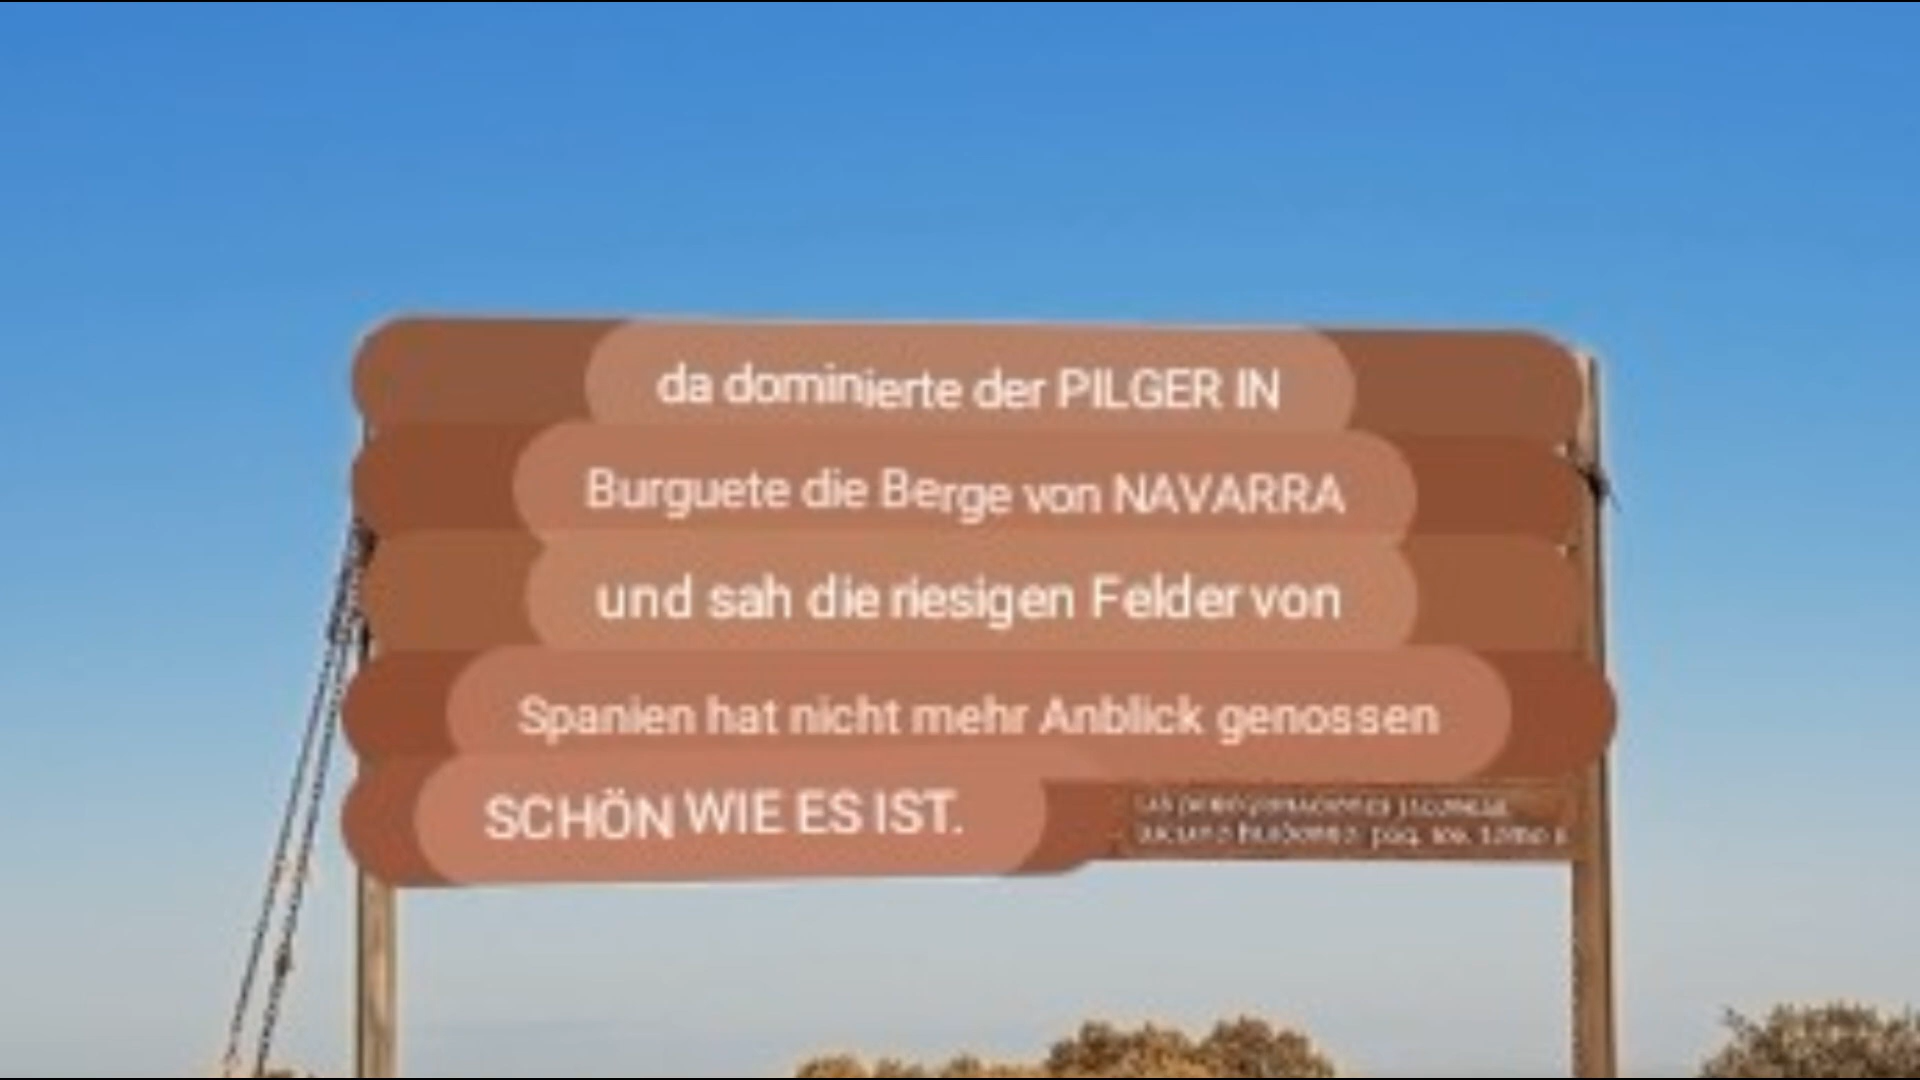 da dominierte der PILGER IN
Burguete die Berge von NAVARRA
und sah die riesigen Felder von
Spanien hat nicht mehr Anblick genossen
SCHÖN WIE ES IST.